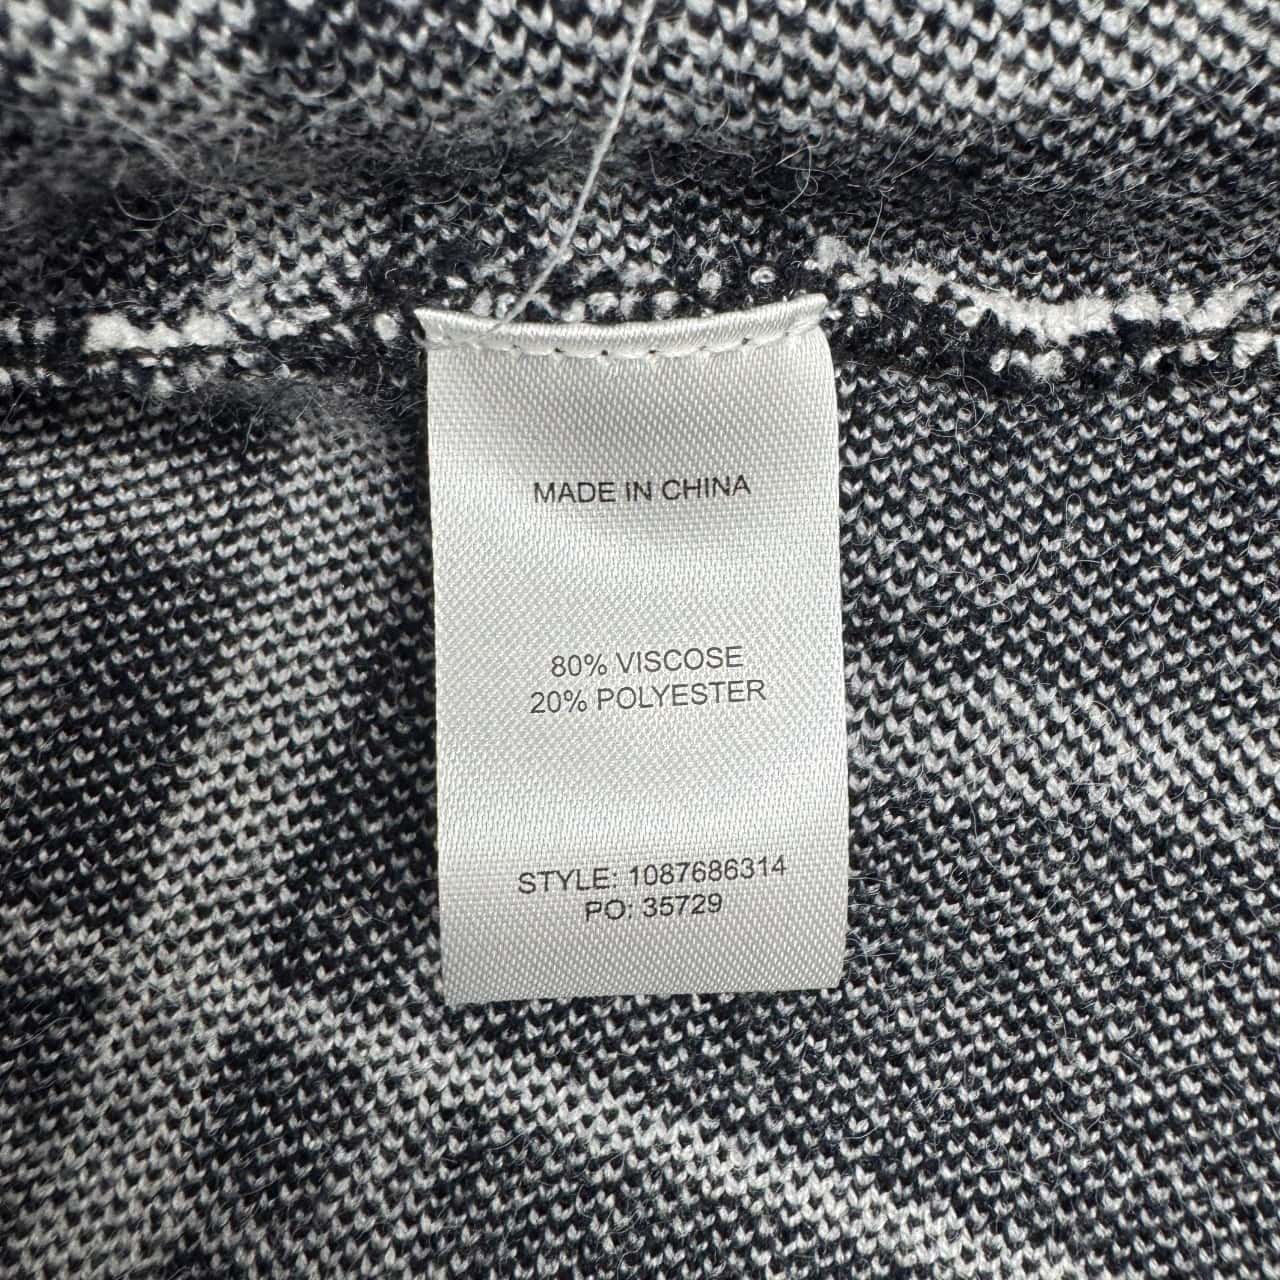 MADE IN CHINA
80% VISCOSE
20% POLYESTER
STYLE: 1087686314
PO: 35729